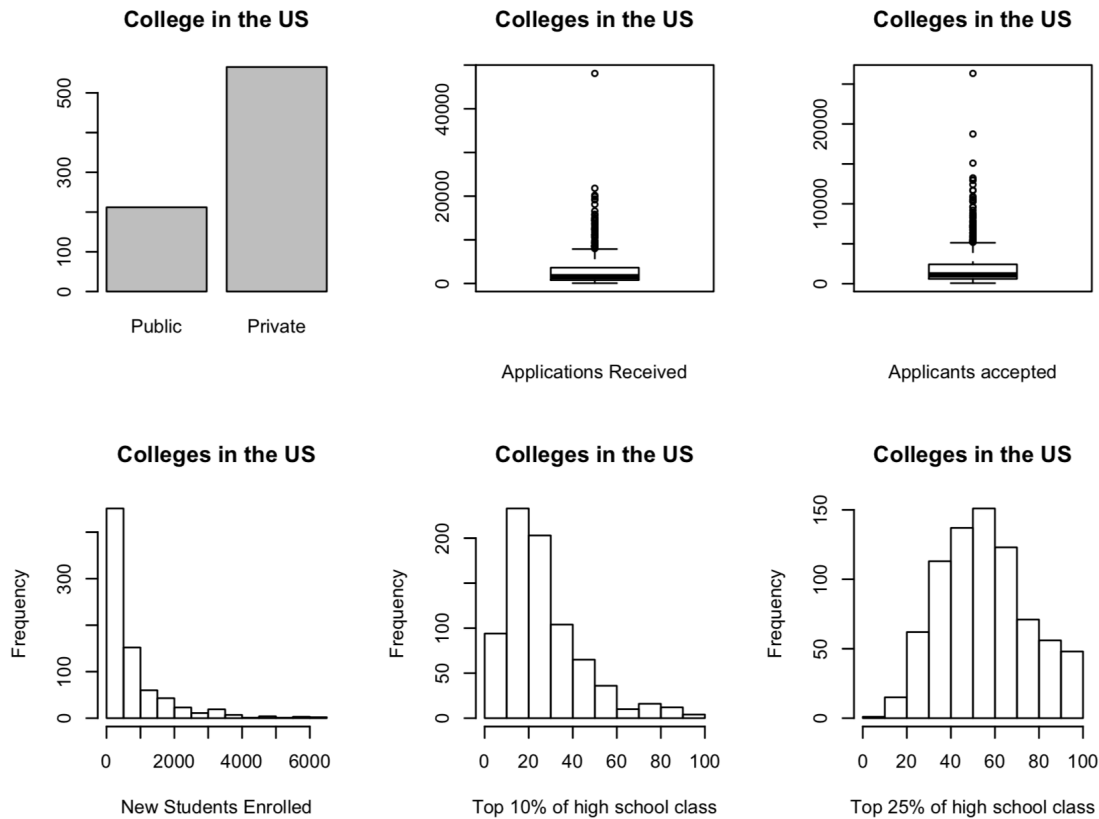 College in the US
0
100
300
500
Public
Private
Colleges in the US
0
20000
40000
Applications Received
Colleges in the US
0
10000
20000
Applicants accepted
Colleges in the US
Frequency
0
100
300
0
2000
4000
6000
New Students Enrolled
Colleges in the US
Frequency
0
50
100
200
0
20
40
60
80
100
Top 10% of high school class
Colleges in the US
Frequency
0
50
100
150
0
20
40
60
80
100
Top 25% of high school class